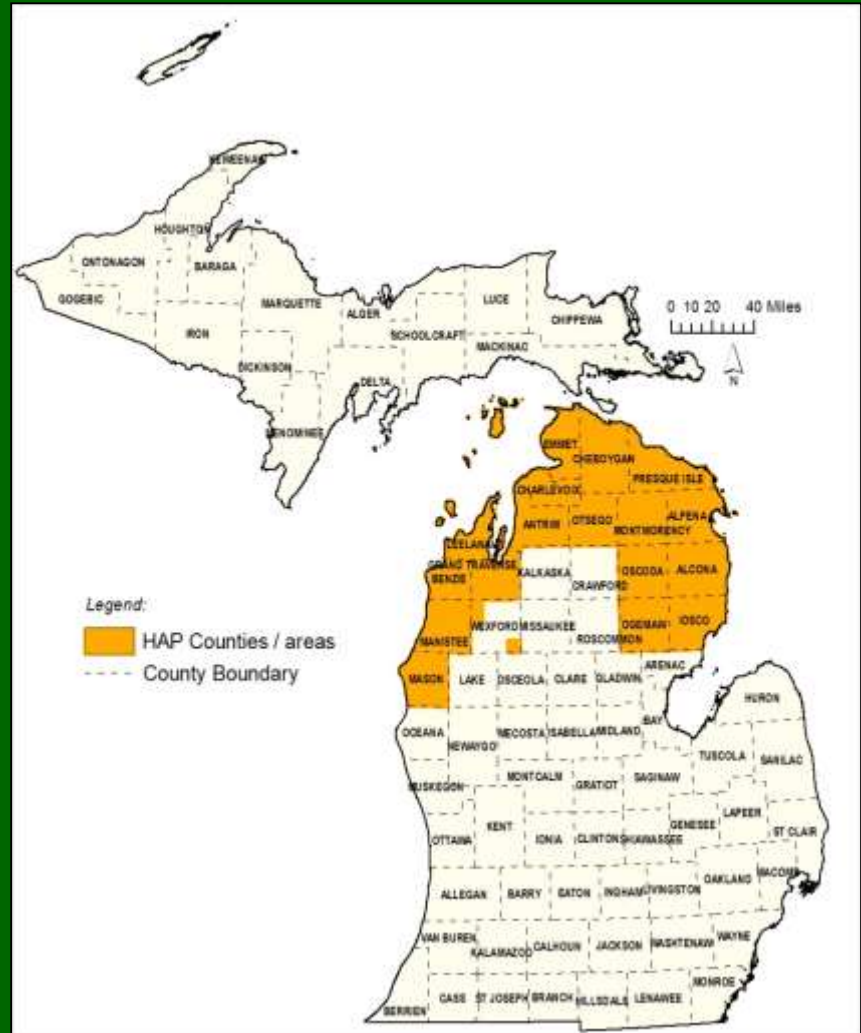 KEWEENAW
HOUGHTON
ONTONAGON
BARAGA
GOGEBIC
MARQUETTE
ALGER
LUCE
CHIPPEWA
IRON
SCHOOLCRAFT
MACKINAC
DICKINSON
DELTA
MENOMINEE
0 10 20 40 Miles
N
EMMET
CHEBOYGAN
PRESQUE ISLE
CHARLEVOIX
ANTRIM
OTSEGO
MONTMORENCY
ALPENA
LEELANAU
GRAND TRAVERSE
BENZIE
KALKASKA
CRAWFORD
OSCODA
ALCONA
Legend:
HAP Counties / areas
County Boundary
MANISTEE
WEXFORD
MISSAUKEE
ROSCOMMON
OGEMAW
IOSCO
MASON
LAKE
OSCEOLA
CLARE
GLADWIN
ARENAC
HURON
OCEANA
NEWAYGO
MECOSTA
ISABELLA
MIDLAND
BAY
TUSCOLA
SANILAC
MUSKEGON
MONTCALM
GRATIOT
SAGINAW
LAPEER
GENESEE
ST CLAIR
OTTAWA
KENT
IONIA
CLINTON
SHIAWASSEE
OAKLAND
MACOMB
ALLEGAN
BARRY
EATON
INGHAM
LIVINGSTON
VAN BUREN
KALAMAZOO
CALHOUN
JACKSON
WASHTENAW
WAYNE
BERRIEN
CASS
ST JOSEPH
BRANCH
HILLSDALE
LENAWEE
MONROE